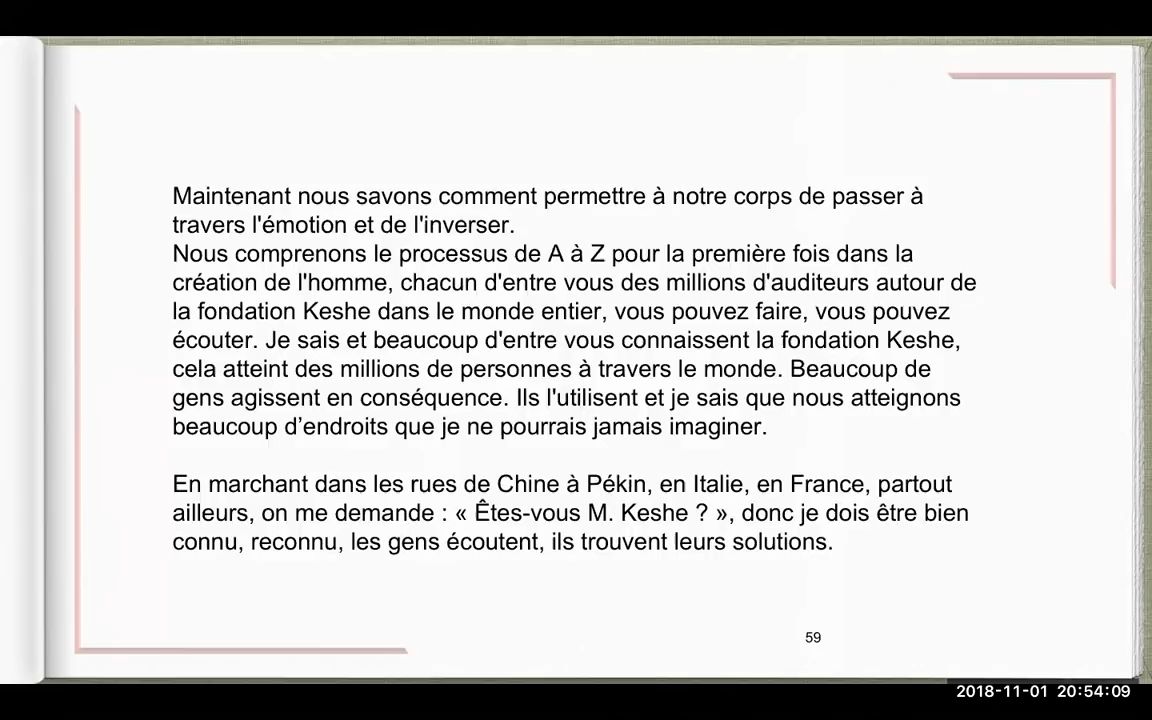 Maintenant nous savons comment permettre à notre corps de passer à
travers l'émotion et de l'inverser.
Nous comprenons le processus de A à Z pour la première fois dans la
création de l'homme, chacun d'entre vous des millions d'auditeurs autour de
la fondation Keshe dans le monde entier, vous pouvez faire, vous pouvez
écouter. Je sais et beaucoup d'entre vous connaissent la fondation Keshe,
cela atteint des millions de personnes à travers le monde. Beaucoup de
gens agissent en conséquence. Ils l'utilisent et je sais que nous atteignons
beaucoup d’endroits que je ne pourrais jamais imaginer.
En marchant dans les rues de Chine à Pékin, en Italie, en France, partout
ailleurs, on me demande : « Êtes-vous M. Keshe ? », donc je dois être bien
connu, reconnu, les gens écoutent, ils trouvent leurs solutions.
59
2018-11-01 20:54:09